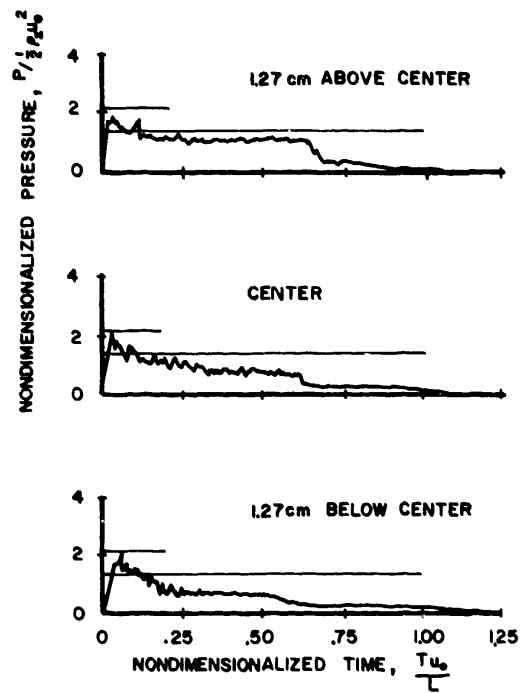 NONDIMENSIONALIZED PRESSURE, P/½ρ₂u₀²
4
2
0
1.27 cm ABOVE CENTER
4
2
0
CENTER
4
2
0
1.27cm BELOW CENTER
0 .25 .50 .75 1.00 1.25
NONDIMENSIONALIZED TIME, Tu₀/L